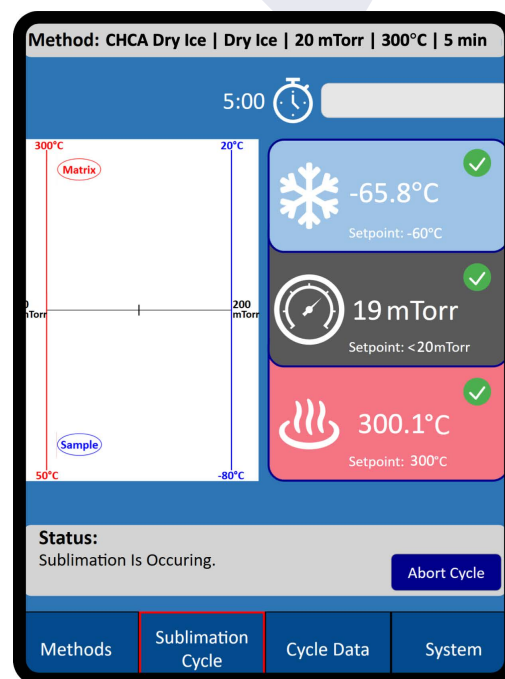 Method: CHCA Dry Ice | Dry Ice | 20 mTorr | 300°C | 5 min
5:00
300°C
20°C
Matrix
-65.8°C
Setpoint: -60°C
200
mTorr
19 mTorr
Setpoint: <20mTorr
Sample
300.1°C
Setpoint: 300°C
50°C
-80°C
Status:
Sublimation Is Occuring.
Abort Cycle
Methods
Sublimation
Cycle
Cycle Data
System